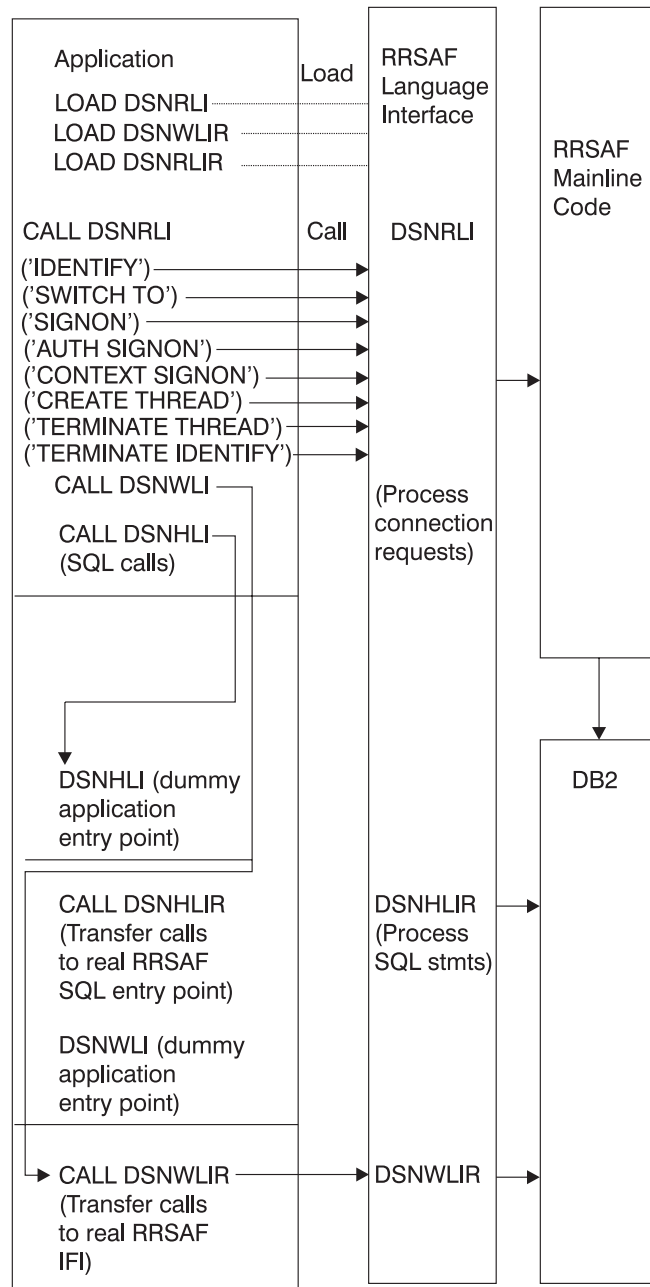 Application
LOAD DSNRLI
LOAD DSNWLIR
LOAD DSNRLIR
Load
RRSAF
Language
Interface
RRSAF
Mainline
Code
CALL DSNRLI
Call
DSNRLI
('IDENTIFY')
('SWITCH TO')
('SIGNON')
('AUTH SIGNON')
('CONTEXT SIGNON')
('CREATE THREAD')
('TERMINATE THREAD')
('TERMINATE IDENTIFY')
CALL DSNWLI
CALL DSNHLI
(SQL calls)
(Process
connection
requests)
DSNHLI (dummy
application
entry point)
DB2
CALL DSNHLIR
(Transfer calls
to real RRSAF
SQL entry point)
DSNHLIR
(Process
SQL stmts)
DSNWLI (dummy
application
entry point)
CALL DSNWLIR
(Transfer calls
to real RRSAF
IFI)
DSNWLIR